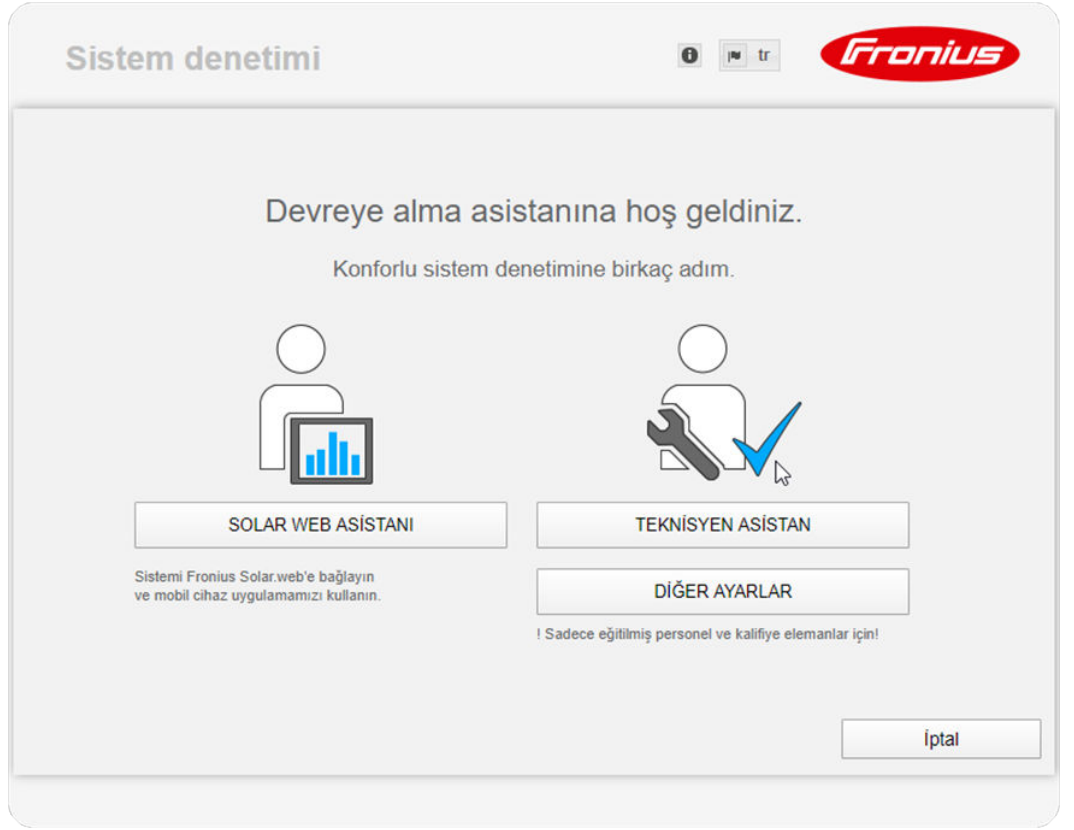 Sistem denetimi
tr
Fronius
Devreye alma asistanına hoş geldiniz.
Konforlu sistem denetimine birkaç adım.
SOLAR WEB ASİSTANI
Sistemi Fronius Solar.web'e bağlayın
ve mobil cihaz uygulamamızı kullanın.
TEKNİSYEN ASİSTAN
DİĞER AYARLAR
! Sadece eğitilmiş personel ve kalifiye elemanlar için!
İptal